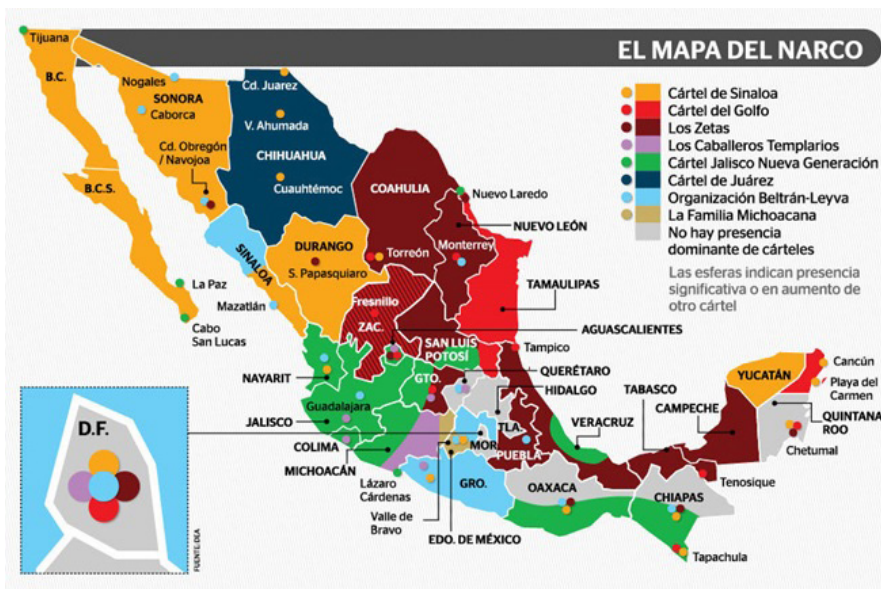 EL MAPA DEL NARCO
Cártel de Sinaloa
Cártel del Golfo
Los Zetas
Los Caballeros Templarios
Cártel Jalisco Nueva Generación
Cártel de Juárez
Organización Beltrán-Leyva
La Familia Michoacana
No hay presencia
dominante de cárteles
Las esferas indican presencia
significativa o en aumento de
otro cártel
Tijuana
B.C.
Nogales
SONORA
Caborca
Cd. Obregón
/ Navojoa
B.C.S.
Cd. Juarez
V. Ahumada
CHIHUAHUA
Cuauhtémoc
COAHULIA
Nuevo Laredo
NUEVO LEÓN
SINALOA
DURANGO
S. Papasquiaro
Torreón
Monterrey
La Paz
Mazatlán
Cabo
San Lucas
Fresnillo
ZAC.
TAMAULIPAS
AGUASCALIENTES
SAN LUÍS
POTOSÍ
Tampico
NAYARIT
GTO.
QUERÉTARO
HIDALGO
YUCATÁN
Cancún
Playa del
Carmen
TABASCO
CAMPECHE
QUINTANA
ROO
Guadalajara
JALISCO
COLIMA
MICHOACÁN
TLA.
MOR.
PUEBLA
VERACRUZ
Chetumal
Lázaro
Cárdenas
GRO.
OAXACA
CHIAPAS
Tenosique
Valle de
Bravo
EDO. DE MÉXICO
Tapachula
D.F.
FUENTE-DEA